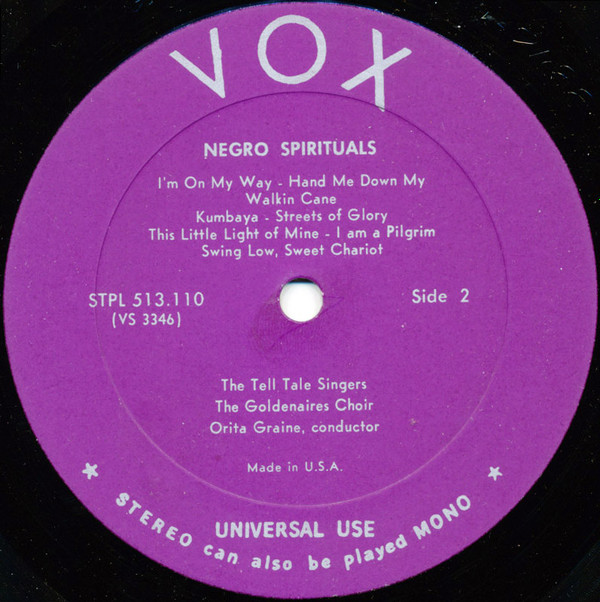 VOX
NEGRO SPIRITUALS
I'm On My Way - Hand Me Down My
Walkin Cane
Kumbaya - Streets of Glory
This Little Light of Mine - I am a Pilgrim
Swing Low, Sweet Chariot
STPL 513.110
(VS 3346)
Side 2
The Tell Tale Singers
The Goldenaires Choir
Orita Graine, conductor
Made in U.S.A.
UNIVERSAL USE
* STEREO can also be played MONO *